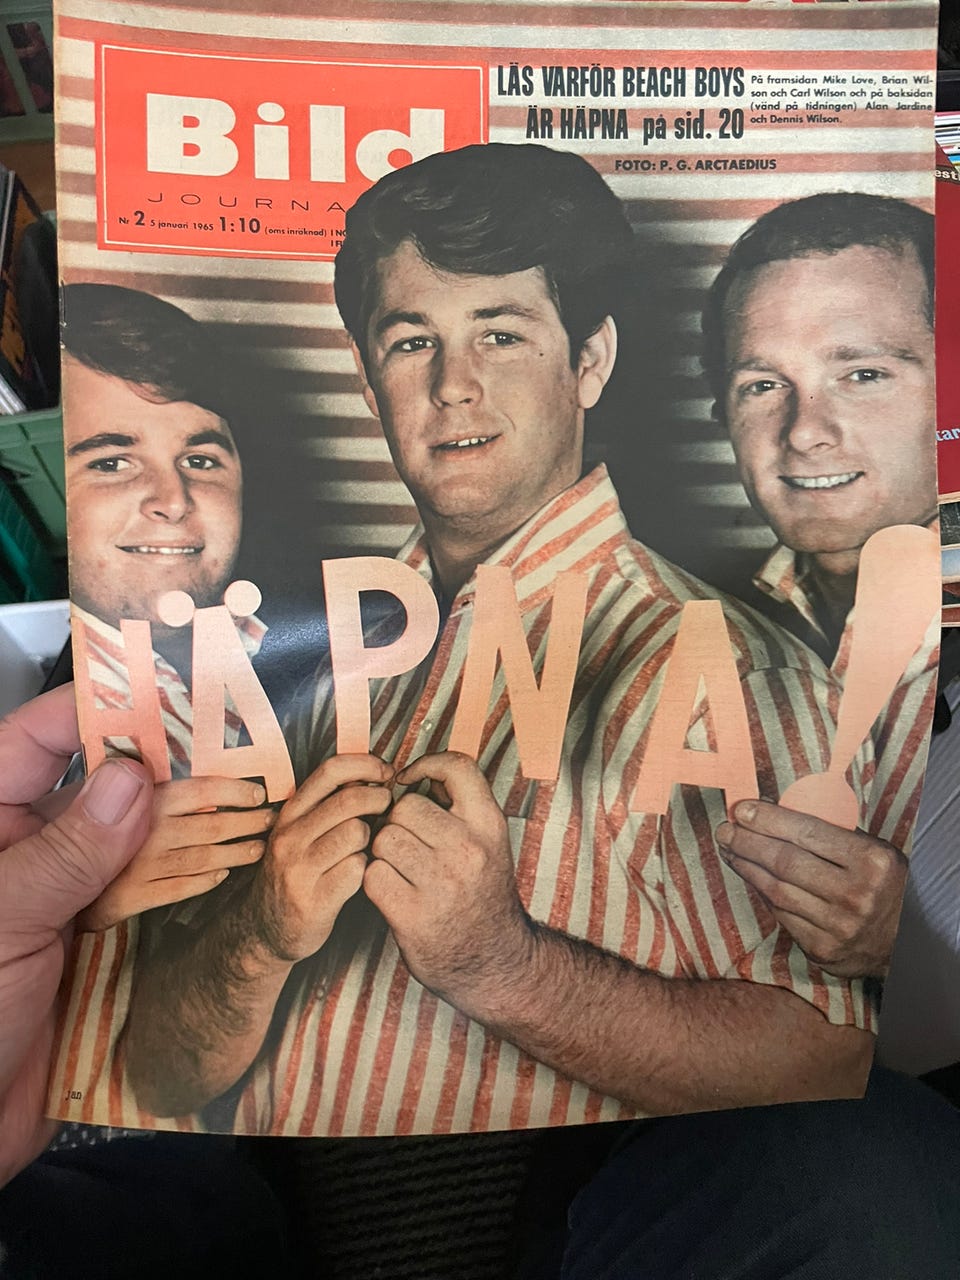 Bild
JOURNA
Nr 2 5 januari 1965 1:10 (oms inräknad) I NO
LÄS VARFÖR BEACH BOYS
ÄR HÄPNA på sid. 20
På framsidan Mike Love, Brian Wil-
son och Carl Wilson och på baksidan
(vänd på tidningen) Alan Jardine
och Dennis Wilson.
FOTO: P. G. ARCTAEDIUS
HÄPNA!
jan